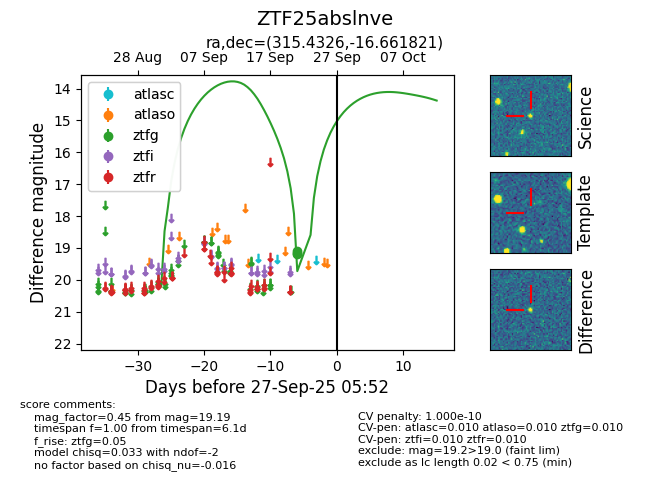 ZTF25abslnve
ra,dec=(315.4326,-16.661821)
28 Aug 07 Sep 17 Sep 27 Sep 07 Oct
14
15
16
17
18
19
20
21
22
Difference magnitude
atlasc
atlaso
ztfg
ztfi
ztfr
−30 −20 −10 0 10
Days before 27-Sep-25 05:52
Science
Template
Difference
score comments:
mag_factor=0.45 from mag=19.19
timespan f=1.00 from timespan=6.1d
f_rise: ztfg=0.05
model chisq=0.033 with ndof=-2
no factor based on chisq_nu=-0.016
CV penalty: 1.000e-10
CV-pen: atlasc=0.010 atlaso=0.010 ztfg=0.010
CV-pen: ztfi=0.010 ztfr=0.010
exclude: mag=19.2>19.0 (faint lim)
exclude as lc length 0.02 < 0.75 (min)